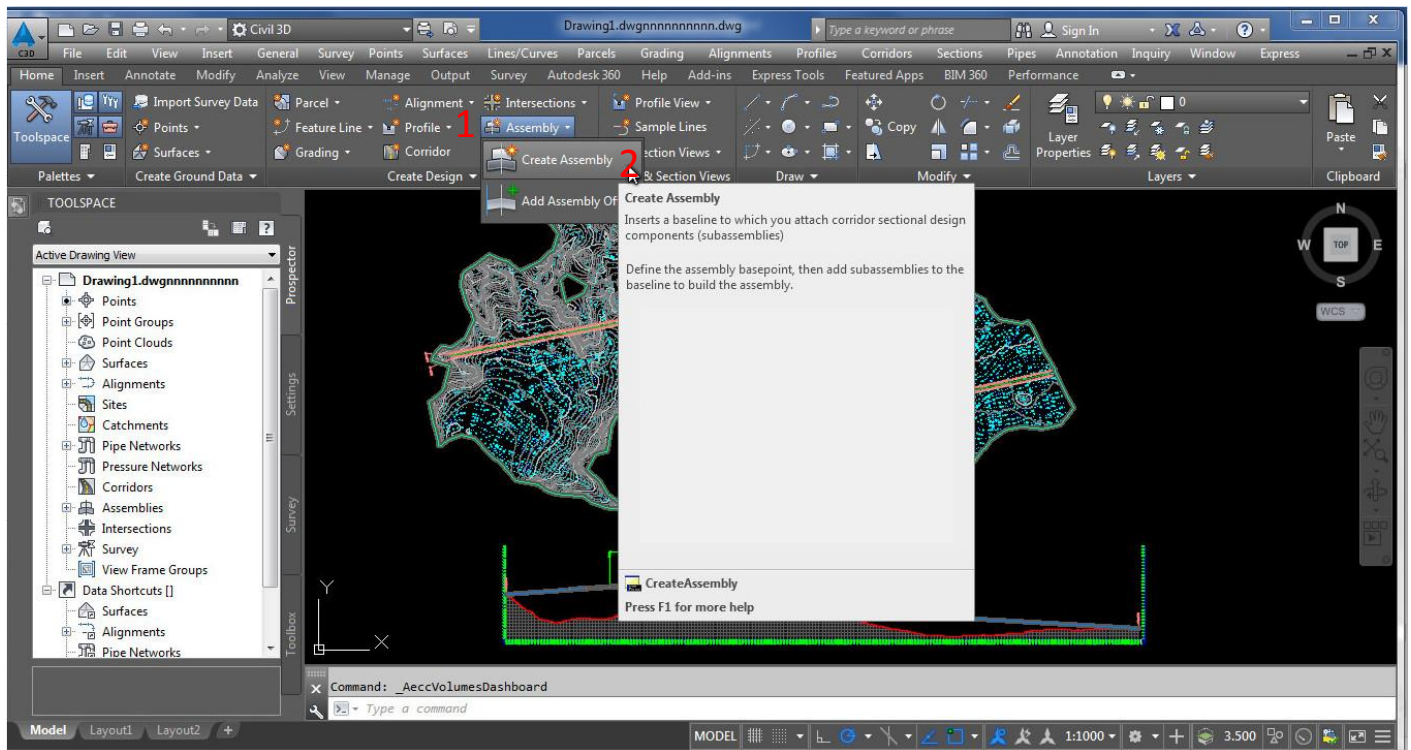 Civil 3D
Drawing1.dwgnnnnnnnnnn.dwg
Type a keyword or phrase
Sign In
C3D File Edit View Insert General Survey Points Surfaces Lines/Curves Parcels Grading Alignments Profiles Corridors Sections Pipes Annotation Inquiry Window Express
Home Insert Annotate Modify Analyze View Manage Output Survey Autodesk 360 Help Add-ins Express Tools Featured Apps BIM 360 Performance
Import Survey Data Parcel Alignment Intersections Profile View 0
Toolspace Points Feature Line Profile 1 Assembly Sample Lines Copy Layer Properties Paste
Surfaces Grading Corridor Create Assembly 2 ection Views
Palettes Create Ground Data Create Design & Section Views Draw Modify Layers Clipboard
Add Assembly Of
Create Assembly
Inserts a baseline to which you attach corridor sectional design
components (subassemblies)
Define the assembly basepoint, then add subassemblies to the
baseline to build the assembly.
CreateAssembly
Press F1 for more help
TOOLSPACE
Active Drawing View
Drawing1.dwgnnnnnnnnnn
Points
Point Groups
Point Clouds
Surfaces
Alignments
Sites
Catchments
Pipe Networks
Pressure Networks
Corridors
Assemblies
Intersections
Survey
View Frame Groups
Data Shortcuts []
Surfaces
Alignments
Pipe Networks
Prospector
Settings
Survey
Toolbox
N
W TOP E
S
WCS
Y
X
Command: _AeccVolumesDashboard
Type a command
Model Layout1 Layout2 +
MODEL 1:1000 3.500